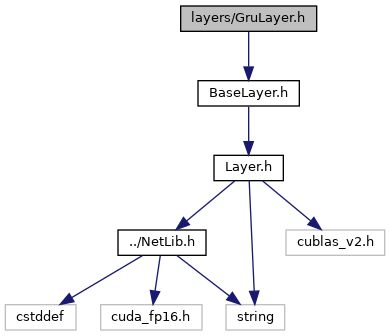 layers/GruLayer.h
BaseLayer.h
Layer.h
../NetLib.h
cublas_v2.h
cstddef
cuda_fp16.h
string